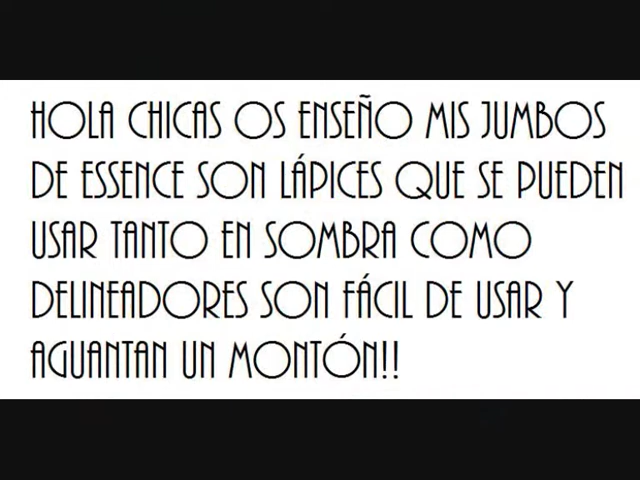 HOLA CHICAS OS ENSEÑO MIS JUMBOS
DE ESSENCE SON LÁPICES QUE SE PUEDEN
USAR TANTO EN SOMBRA COMO
DELINEADORES SON FÁCIL DE USAR Y
AGUANTAN UN MONTÓN!!